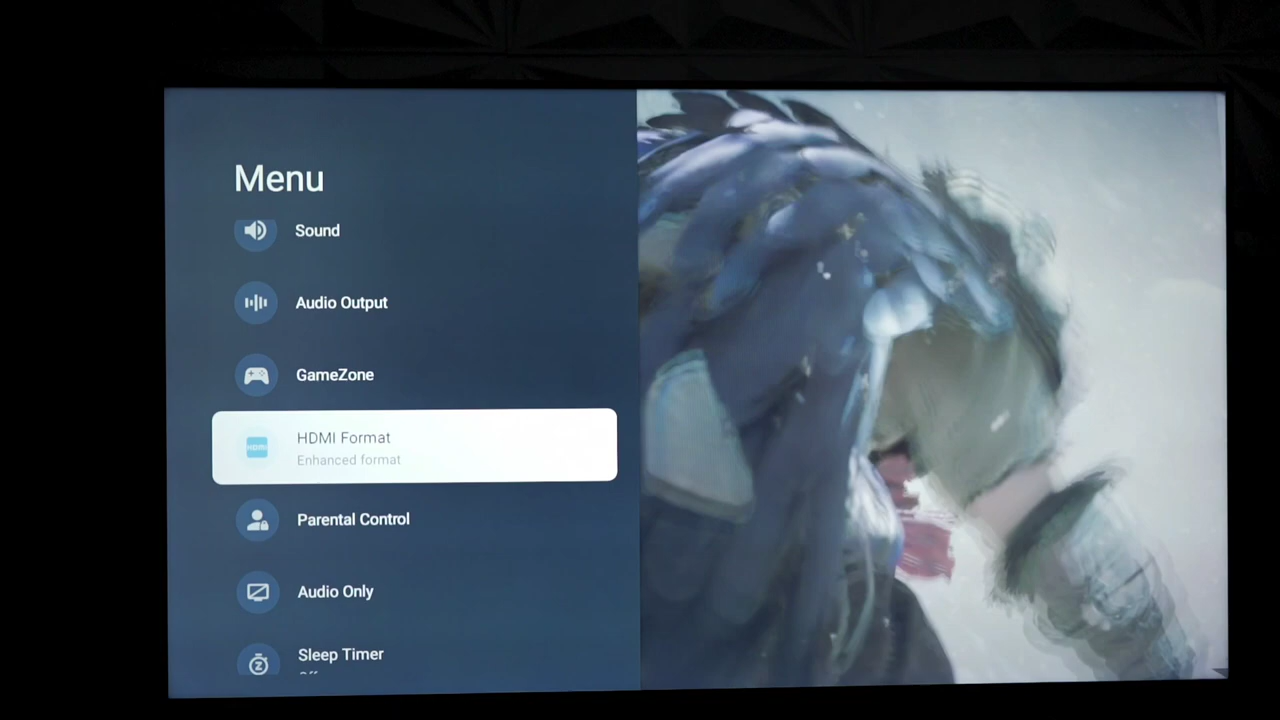 Menu
Sound
Audio Output
GameZone
HDMI Format
Enhanced format
Parental Control
Audio Only
Sleep Timer